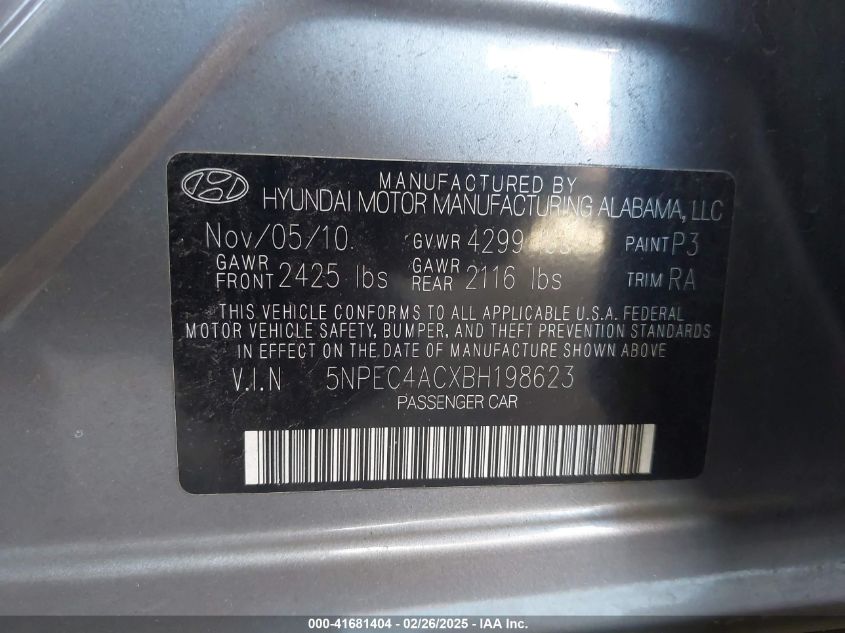 MANUFACTURED BY
HYUNDAI MOTOR MANUFACTURING ALABAMA, LLC
Nov/05/10. GVWR 4299 PAINT P3
GAWR FRONT 2425 lbs GAWR REAR 2116 lbs TRIM RA
THIS VEHICLE CONFORMS TO ALL APPLICABLE U.S.A. FEDERAL
MOTOR VEHICLE SAFETY, BUMPER, AND THEFT PREVENTION STANDARDS
IN EFFECT ON THE DATE OF MANUFACTURE SHOWN ABOVE
V.I.N 5NPEC4ACXBH198623
PASSENGER CAR
000-41681404 - 02/26/2025 - IAA Inc.